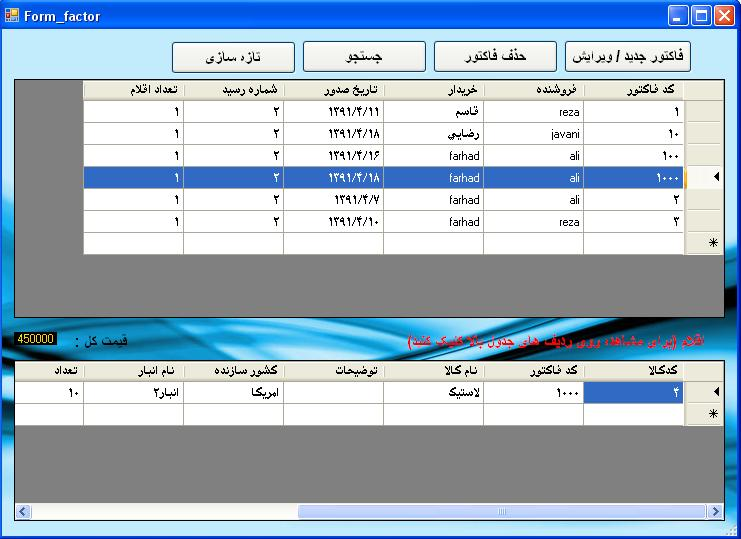 Form_factor
فاکتور جدید / ویرایش حذف فاکتور جستجو تازه سازی
کد فاکتور فروشنده خریدار تاریخ صدور شماره رسید تعداد اقلام
۱ reza قاسم ۱۳۹۱/۴/۱۱ ۲ ۱
۱۰ javani رضایي ۱۳۹۱/۴/۱۸ ۲ ۱
۱۰۰ farhad ali ۱۳۹۱/۴/۱۶ ۲ ۱
۱۰۰۰ ali farhad ۱۳۹۱/۴/۱۸ ۲ ۱
۲ ali farhad ۱۳۹۱/۴/۷ ۲ ۱
۳ reza farhad ۱۳۹۱/۴/۱۰ ۲ ۱
اقلام (برای مشاهده روی ردیف های جدول بالا کلیک کنید) قیمت کل : 450000
کدکالا کد فاکتور نام کالا توضیحات کشور سازنده نام انبار تعداد
۴ ۱۰۰۰ لاستیک امریکا انبار۲ ۱۰